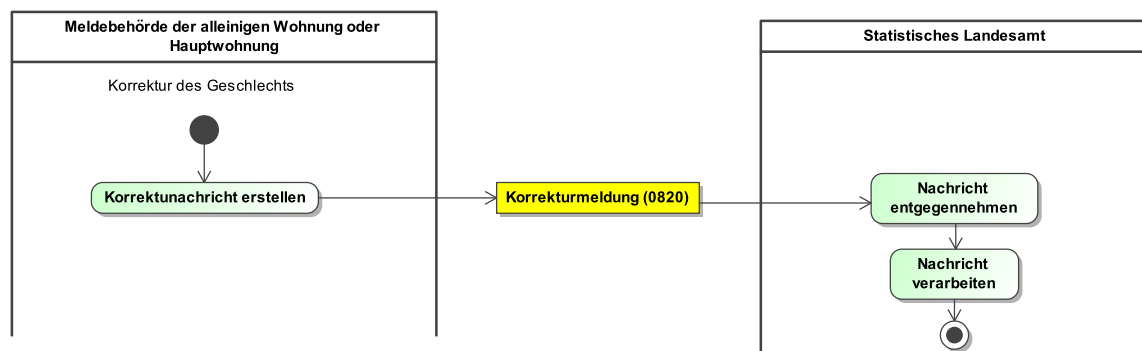 Meldebehörde der alleinigen Wohnung oder
Hauptwohnung
Statistisches Landesamt
Korrektur des Geschlechts
Korrektunachricht erstellen
Korrekturmeldung (0820)
Nachricht
entgegennehmen
Nachricht
verarbeiten